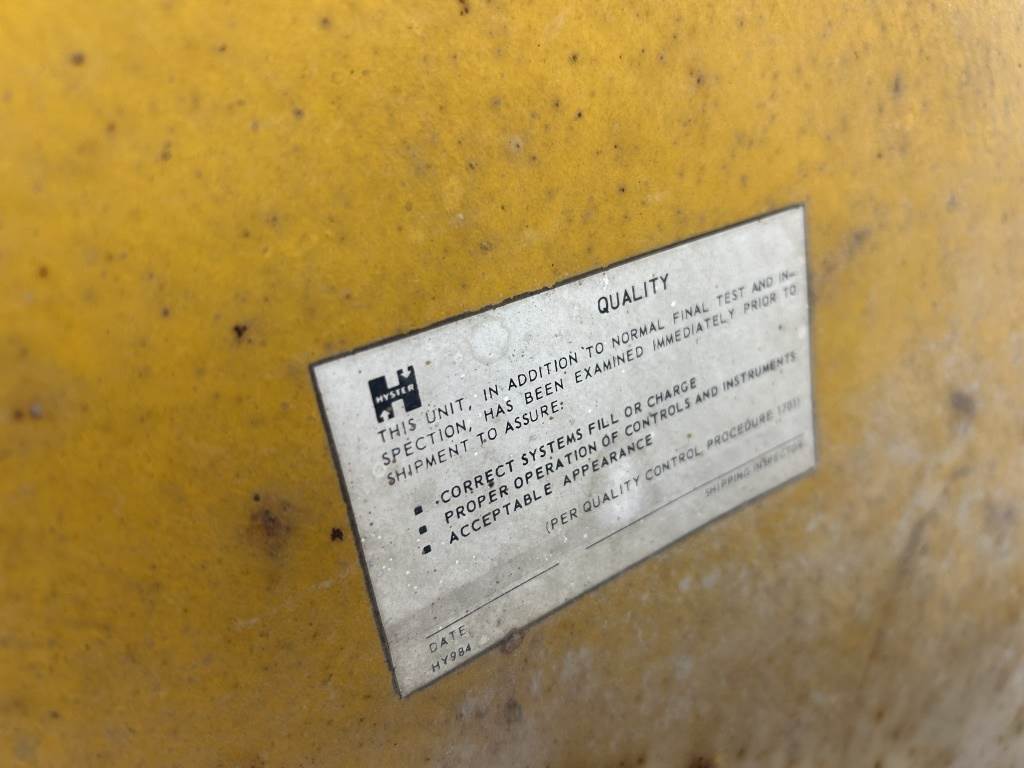 QUALITY
HYSTER
THIS UNIT, IN ADDITION TO NORMAL FINAL TEST AND IN-
SPECTION, HAS BEEN EXAMINED IMMEDIATELY PRIOR TO
SHIPMENT TO ASSURE:
▪ CORRECT SYSTEMS FILL OR CHARGE
▪ PROPER OPERATION OF CONTROLS AND INSTRUMENTS
▪ ACCEPTABLE APPEARANCE
(PER QUALITY CONTROL PROCEDURE 1703)
SHIPPING INSPECTOR
DATE
HY984